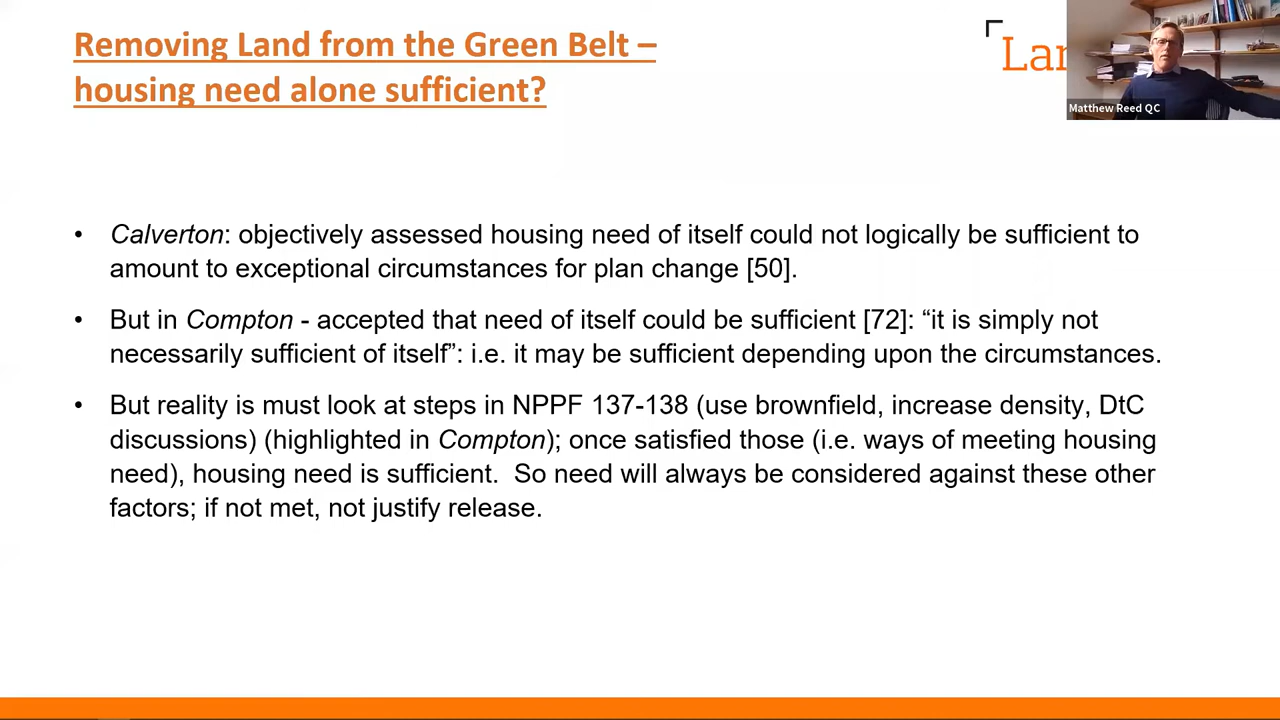 Removing Land from the Green Belt –
housing need alone sufficient?
Matthew Reed QC
• Calverton: objectively assessed housing need of itself could not logically be sufficient to
amount to exceptional circumstances for plan change [50].
• But in Compton - accepted that need of itself could be sufficient [72]: “it is simply not
necessarily sufficient of itself”: i.e. it may be sufficient depending upon the circumstances.
• But reality is must look at steps in NPPF 137-138 (use brownfield, increase density, DtC
discussions) (highlighted in Compton); once satisfied those (i.e. ways of meeting housing
need), housing need is sufficient.  So need will always be considered against these other
factors; if not met, not justify release.